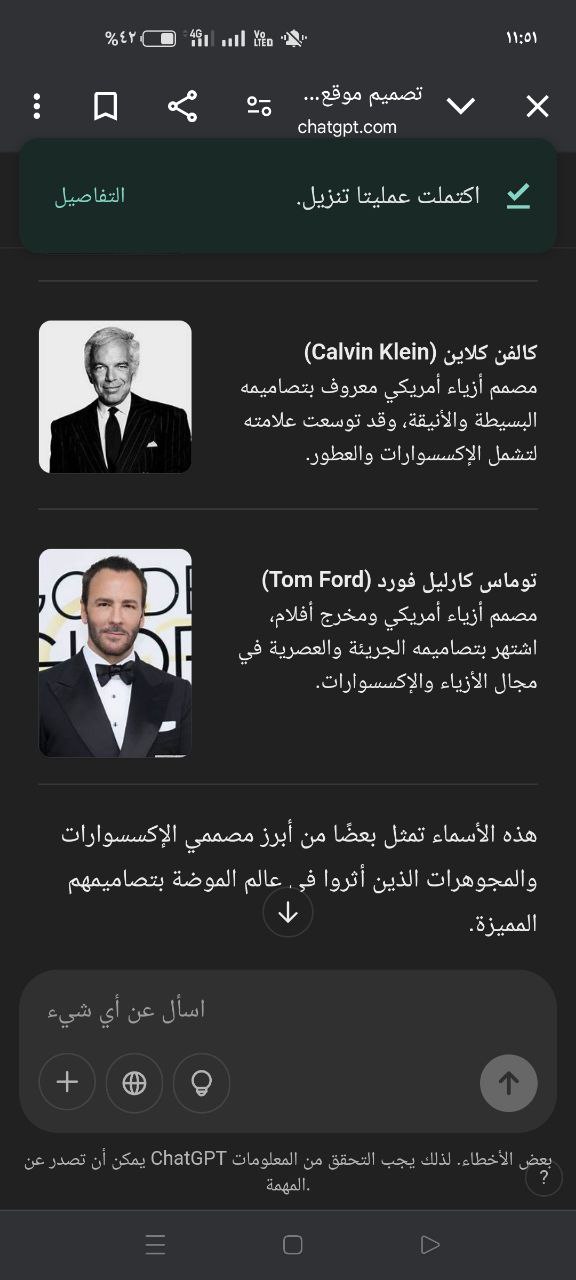 %٤٢ 4G Vo LTED ١١:٥١
تصميم موقع...
chatgpt.com
اكتملت عمليتا تنزيل.
التفاصيل
كالفن كلاين (Calvin Klein)
مصمم أزياء أمريكي معروف بتصاميمه
البسيطة والأنيقة، وقد توسعت علامته
لتشمل الإكسسوارات والعطور.
توماس كارليل فورد (Tom Ford)
مصمم أزياء أمريكي ومخرج أفلام،
اشتهر بتصاميمه الجريئة والعصرية في
مجال الأزياء والإكسسوارات.
هذه الأسماء تمثل بعضًا من أبرز مصممي الإكسسوارات
والمجوهرات الذين أثروا في عالم الموضة بتصاميمهم
المميزة.
اسأل عن أي شيء
بعض الأخطاء. لذلك يجب التحقق من المعلومات ChatGPT يمكن أن تصدر عن
المهمة.
?